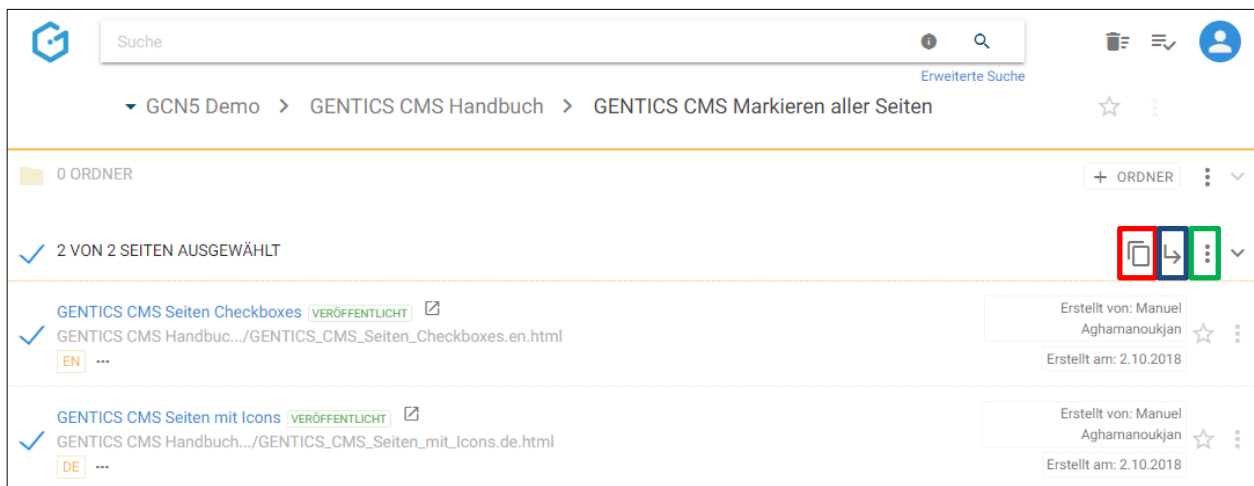 Suche
Erweiterte Suche
GCN5 Demo > GENTICS CMS Handbuch > GENTICS CMS Markieren aller Seiten
0 ORDNER
+ ORDNER
2 VON 2 SEITEN AUSGEWÄHLT
GENTICS CMS Seiten Checkboxes VERÖFFENTLICHT
Erstellt von: Manuel
Aghamanoukjan
GENTICS CMS Handbuc.../GENTICS_CMS_Seiten_Checkboxes.en.html
EN ...
Erstellt am: 2.10.2018
GENTICS CMS Seiten mit Icons VERÖFFENTLICHT
Erstellt von: Manuel
Aghamanoukjan
GENTICS CMS Handbuch.../GENTICS_CMS_Seiten_mit_Icons.de.html
DE ...
Erstellt am: 2.10.2018